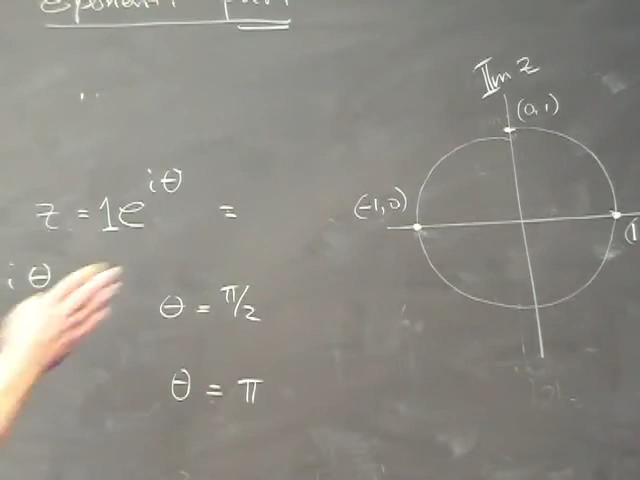 Im z
(0,1)
(-1,0)
z = 1e^{iθ} =
iθ
θ = π/2
θ = π